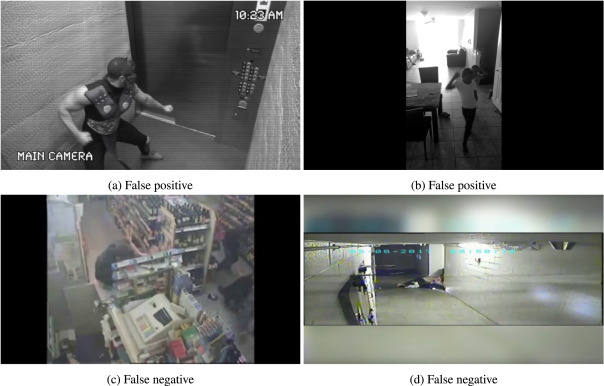 10:23 AM
MAIN CAMERA
(a) False positive
(b) False positive
(c) False negative
(d) False negative